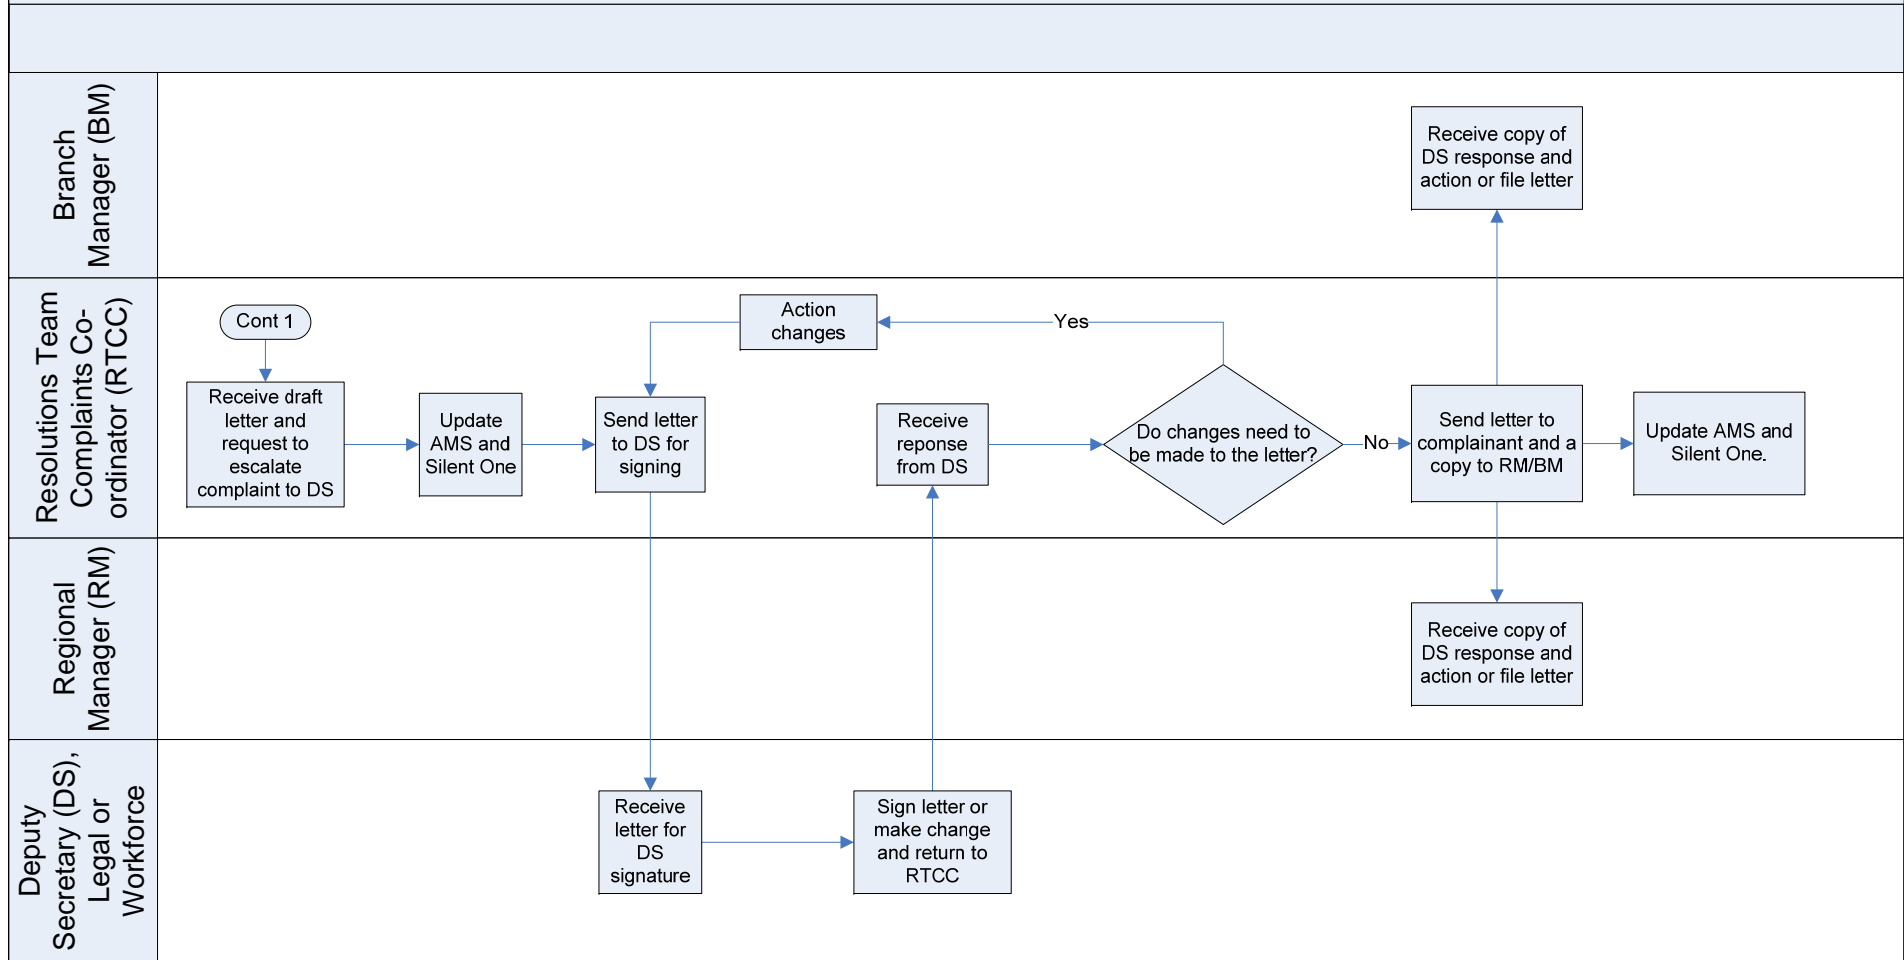 Branch
Manager (BM)
Receive copy of
DS response and
action or file letter
Resolutions Team
Complaints Co-
ordinator (RTCC)
Cont 1
Receive draft
letter and
request to
escalate
complaint to DS
Update
AMS and
Silent One
Send letter
to DS for
signing
Action
changes
Yes
Receive
reponse
from DS
Do changes need to
be made to the letter?
No
Send letter to
complainant and a
copy to RM/BM
Update AMS and
Silent One.
Regional
Manager (RM)
Receive copy of
DS response and
action or file letter
Deputy
Secretary (DS),
Legal or
Workforce
Receive
letter for
DS
signature
Sign letter or
make change
and return to
RTCC